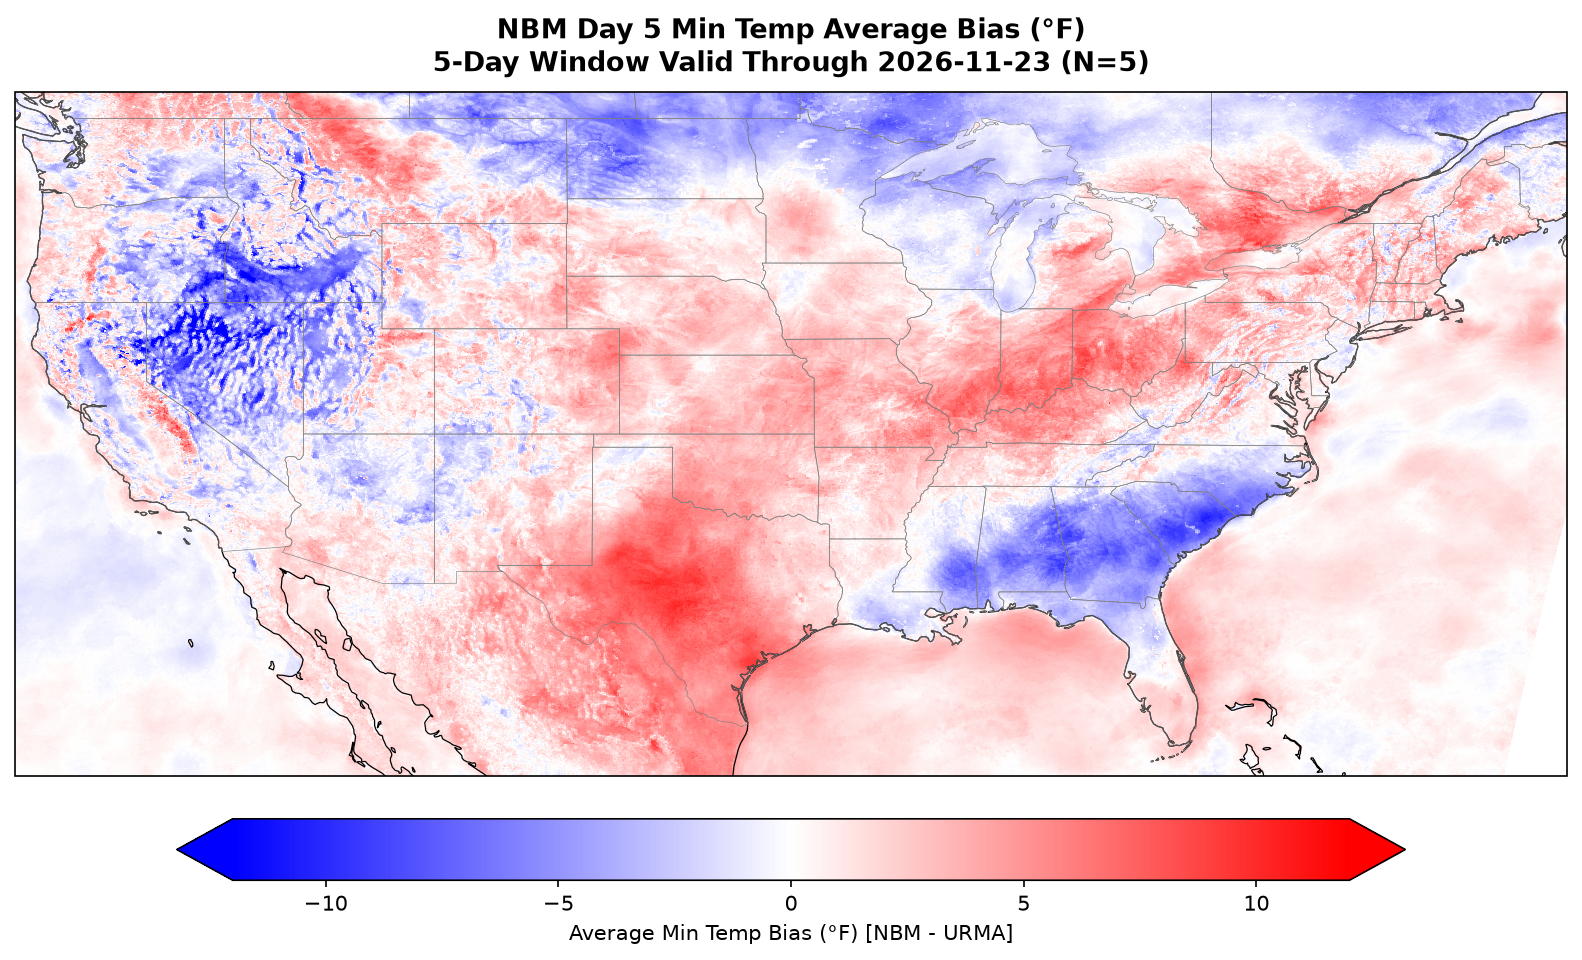 NBM Day 5 Min Temp Average Bias (°F)
5-Day Window Valid Through 2026-11-23 (N=5)
−10 −5 0 5 10
Average Min Temp Bias (°F) [NBM - URMA]